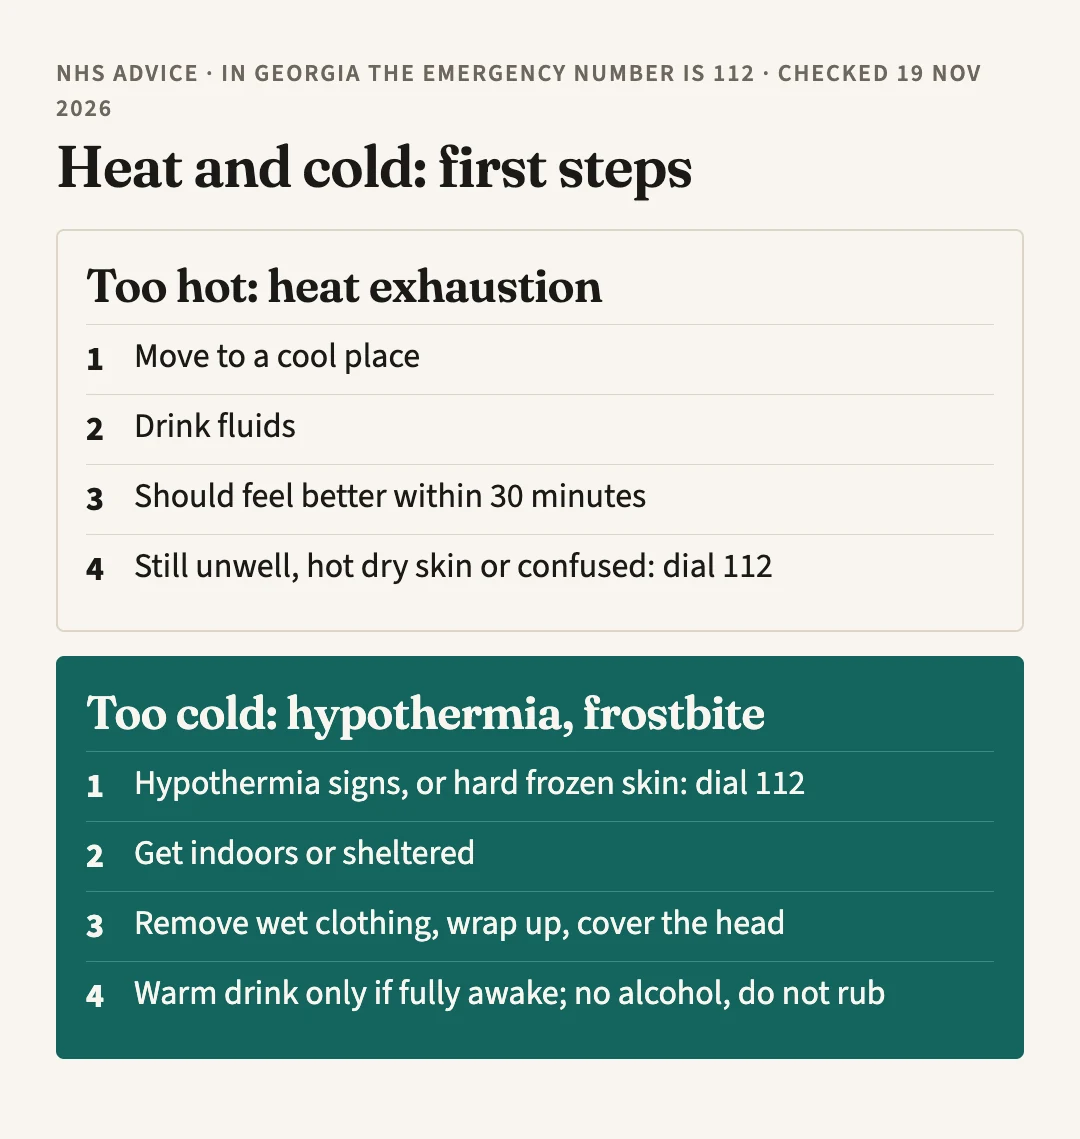 NHS ADVICE · IN GEORGIA THE EMERGENCY NUMBER IS 112 · CHECKED 19 NOV
2026
Heat and cold: first steps
Too hot: heat exhaustion
1 Move to a cool place
2 Drink fluids
3 Should feel better within 30 minutes
4 Still unwell, hot dry skin or confused: dial 112
Too cold: hypothermia, frostbite
1 Hypothermia signs, or hard frozen skin: dial 112
2 Get indoors or sheltered
3 Remove wet clothing, wrap up, cover the head
4 Warm drink only if fully awake; no alcohol, do not rub